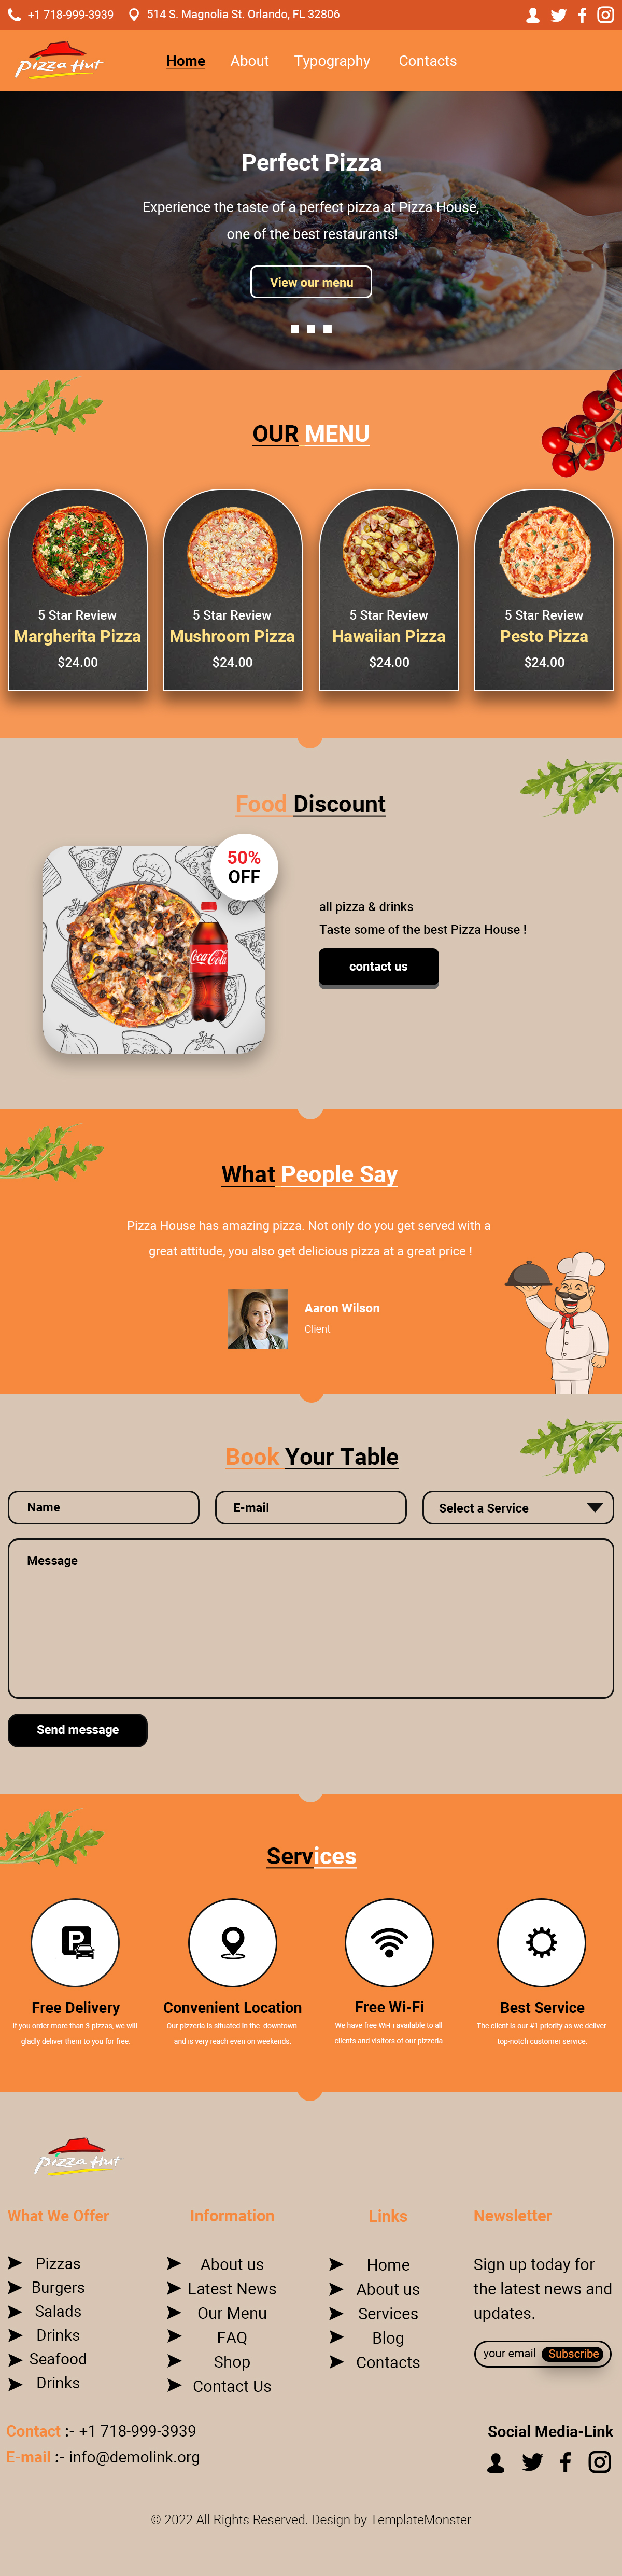 +1 718-999-3939 514 S. Magnolia St. Orlando, FL 32806
Pizza Hut
Home About Typography Contacts
Perfect Pizza
Experience the taste of a perfect pizza at Pizza House,
one of the best restaurants!
View our menu
OUR MENU
5 Star Review
Margherita Pizza
$24.00
5 Star Review
Mushroom Pizza
$24.00
5 Star Review
Hawaiian Pizza
$24.00
5 Star Review
Pesto Pizza
$24.00
Food Discount
50%
OFF
Coca-Cola
all pizza & drinks
Taste some of the best Pizza House !
contact us
What People Say
Pizza House has amazing pizza. Not only do you get served with a
great attitude, you also get delicious pizza at a great price !
Aaron Wilson
Client
Book Your Table
Name
E-mail
Select a Service
Message
Send message
Services
P
Free Delivery
If you order more than 3 pizzas, we will
gladly deliver them to you for free.
Convenient Location
Our pizzeria is situated in the downtown
and is very reach even on weekends.
Free Wi-Fi
We have free Wi-Fi available to all
clients and visitors of our pizzeria.
Best Service
The client is our #1 priority as we deliver
top-notch customer service.
Pizza Hut
What We Offer
Pizzas
Burgers
Salads
Drinks
Seafood
Drinks
Information
About us
Latest News
Our Menu
FAQ
Shop
Contact Us
Links
Home
About us
Services
Blog
Contacts
Newsletter
Sign up today for
the latest news and
updates.
your email Subscribe
Contact :- +1 718-999-3939
E-mail :- info@demolink.org
Social Media-Link
© 2022 All Rights Reserved. Design by TemplateMonster